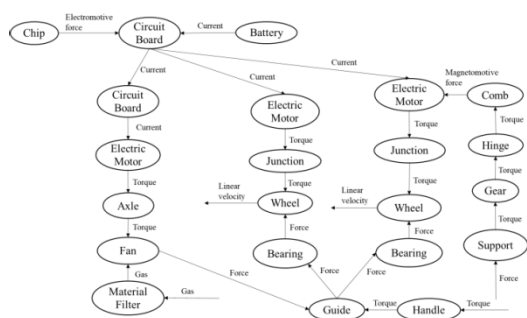 Electromotive
force
Chip
Circuit
Board
Current
Battery
Current
Current
Current
Circuit
Board
Electric
Motor
Electric
Motor
Magnetomotive
force
Comb
Current
Torque
Torque
Torque
Electric
Motor
Junction
Junction
Hinge
Torque
Torque
Torque
Torque
Axle
Linear
velocity
Wheel
Linear
velocity
Wheel
Gear
Torque
Force
Force
Torque
Fan
Bearing
Bearing
Support
Gas
Force
Force
Force
Force
Material
Filter
Gas
Guide
Torque
Handle
Torque